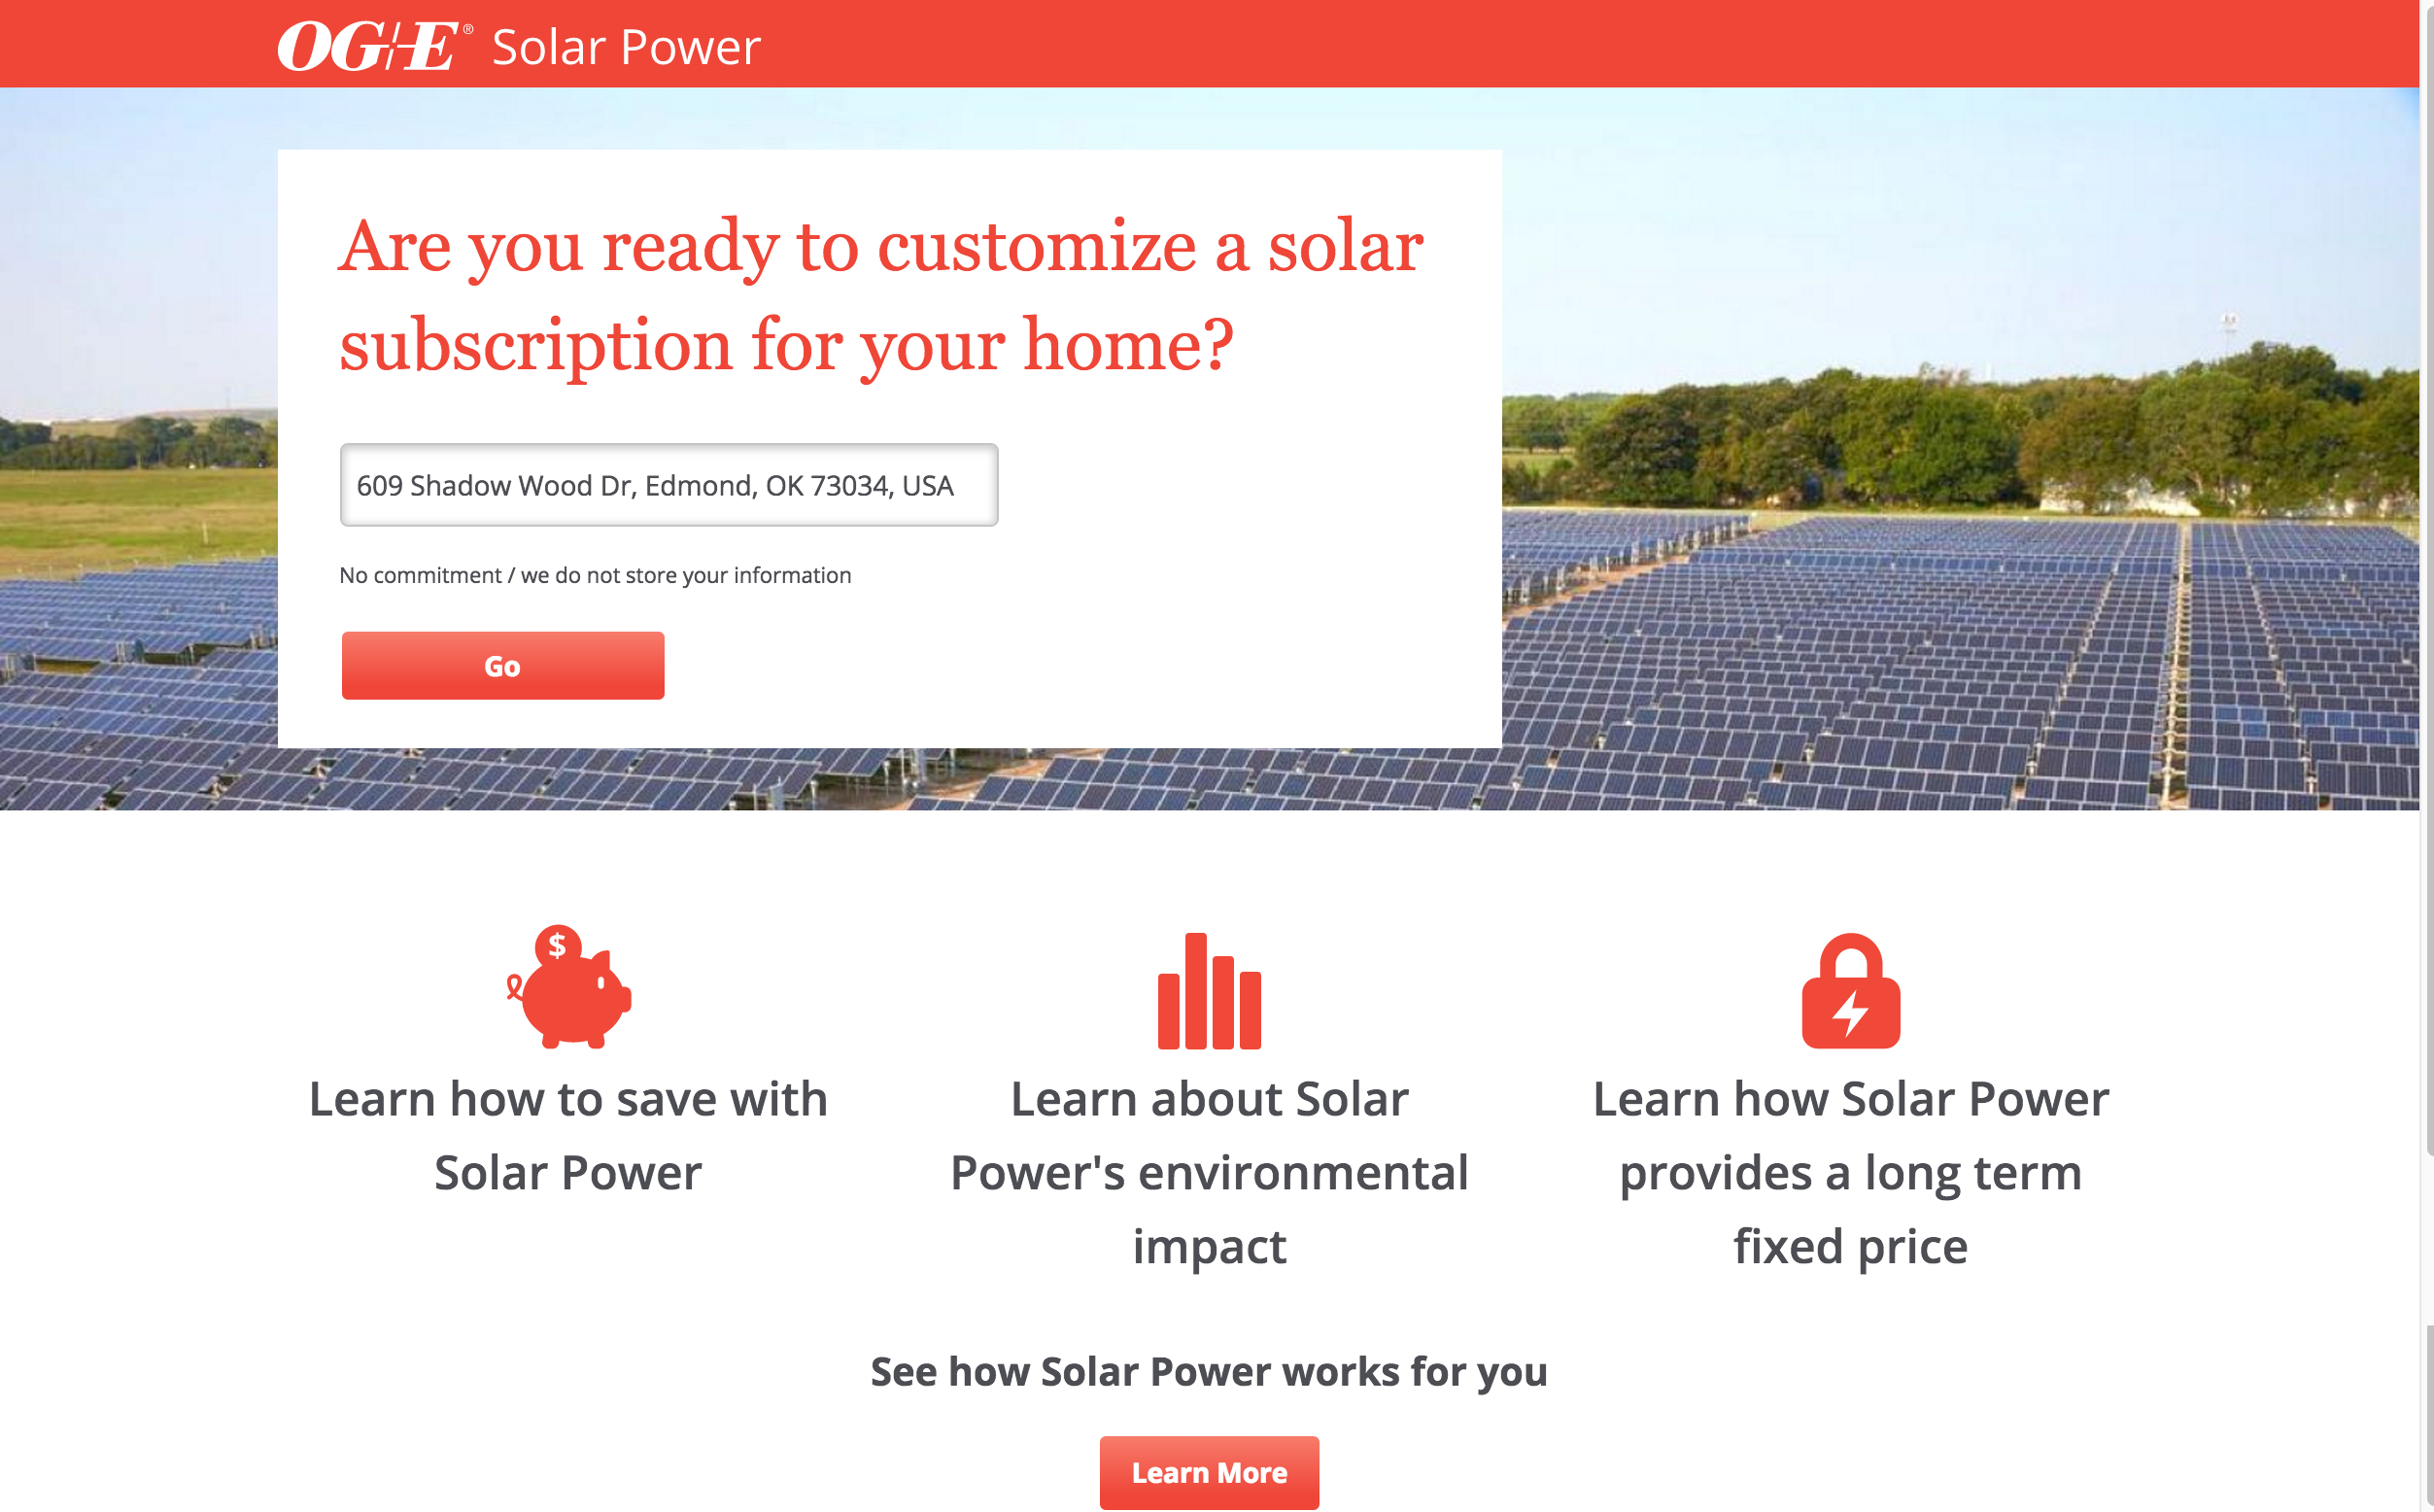 OG+E® Solar Power
Are you ready to customize a solar
subscription for your home?
609 Shadow Wood Dr, Edmond, OK 73034, USA
No commitment / we do not store your information
Go
$
Learn how to save with
Solar Power
Learn about Solar
Power's environmental
impact
Learn how Solar Power
provides a long term
fixed price
See how Solar Power works for you
Learn More